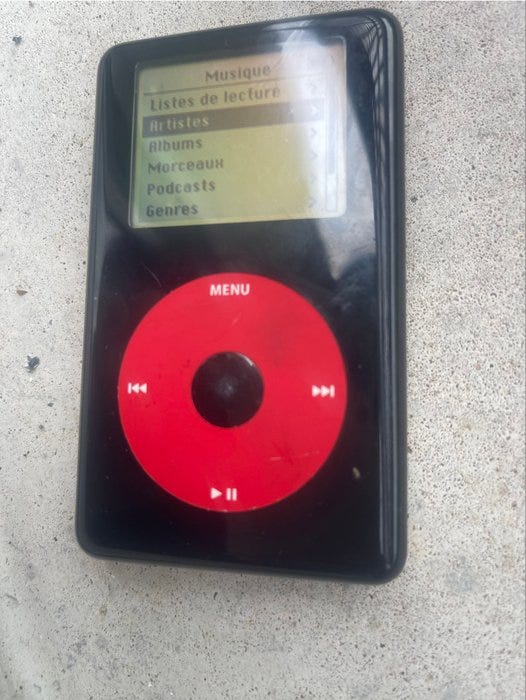 Musique
Listes de lecture
Artistes
Albums
Morceaux
Podcasts
Genres
MENU